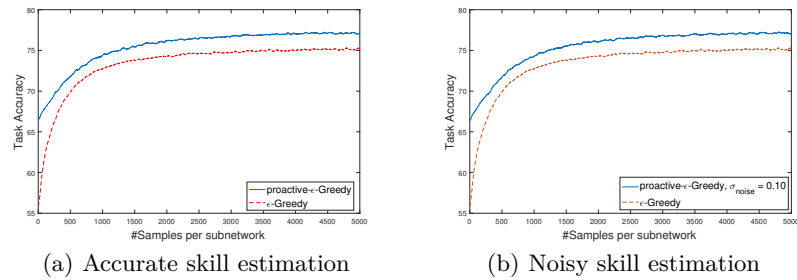 80
75
70
65
60
55
Task Accuracy
0 500 1000 1500 2000 2500 3000 3500 4000 4500 5000
#Samples per subnetwork
proactive-ϵ-Greedy
ϵ-Greedy
(a) Accurate skill estimation
80
75
70
65
60
55
Task Accuracy
0 500 1000 1500 2000 2500 3000 3500 4000 4500 5000
#Samples per subnetwork
proactive-ϵ-Greedy, σnoise = 0.10
ϵ-Greedy
(b) Noisy skill estimation